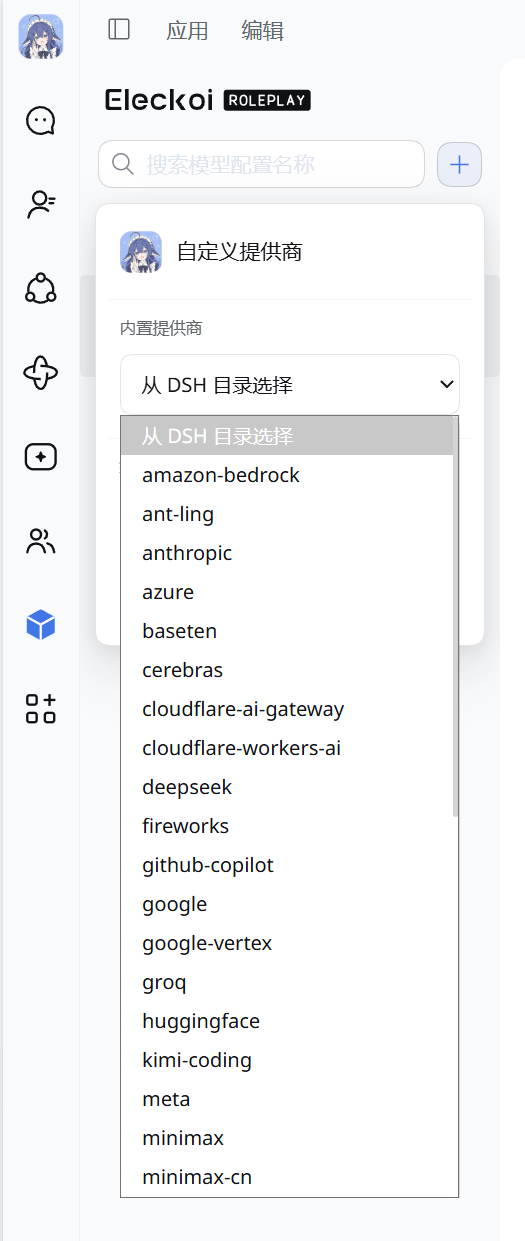 应用 编辑
Eleckoi ROLEPLAY
搜索模型配置名称
自定义提供商
内置提供商
从 DSH 目录选择
从 DSH 目录选择
amazon-bedrock
ant-ling
anthropic
azure
baseten
cerebras
cloudflare-ai-gateway
cloudflare-workers-ai
deepseek
fireworks
github-copilot
google
google-vertex
groq
huggingface
kimi-coding
meta
minimax
minimax-cn